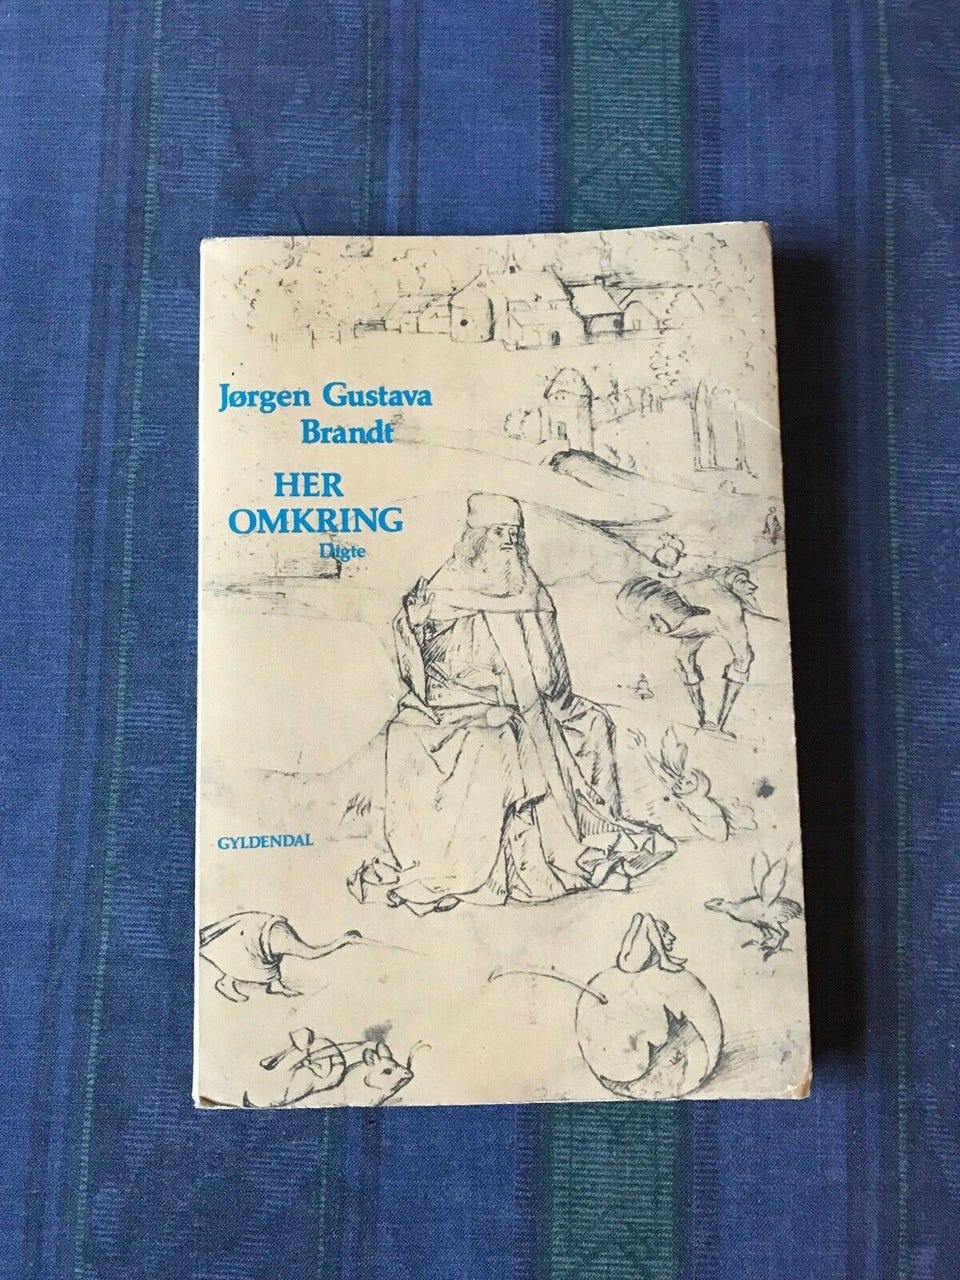 Jørgen Gustava
Brandt
HER
OMKRING
Digte
GYLDENDAL